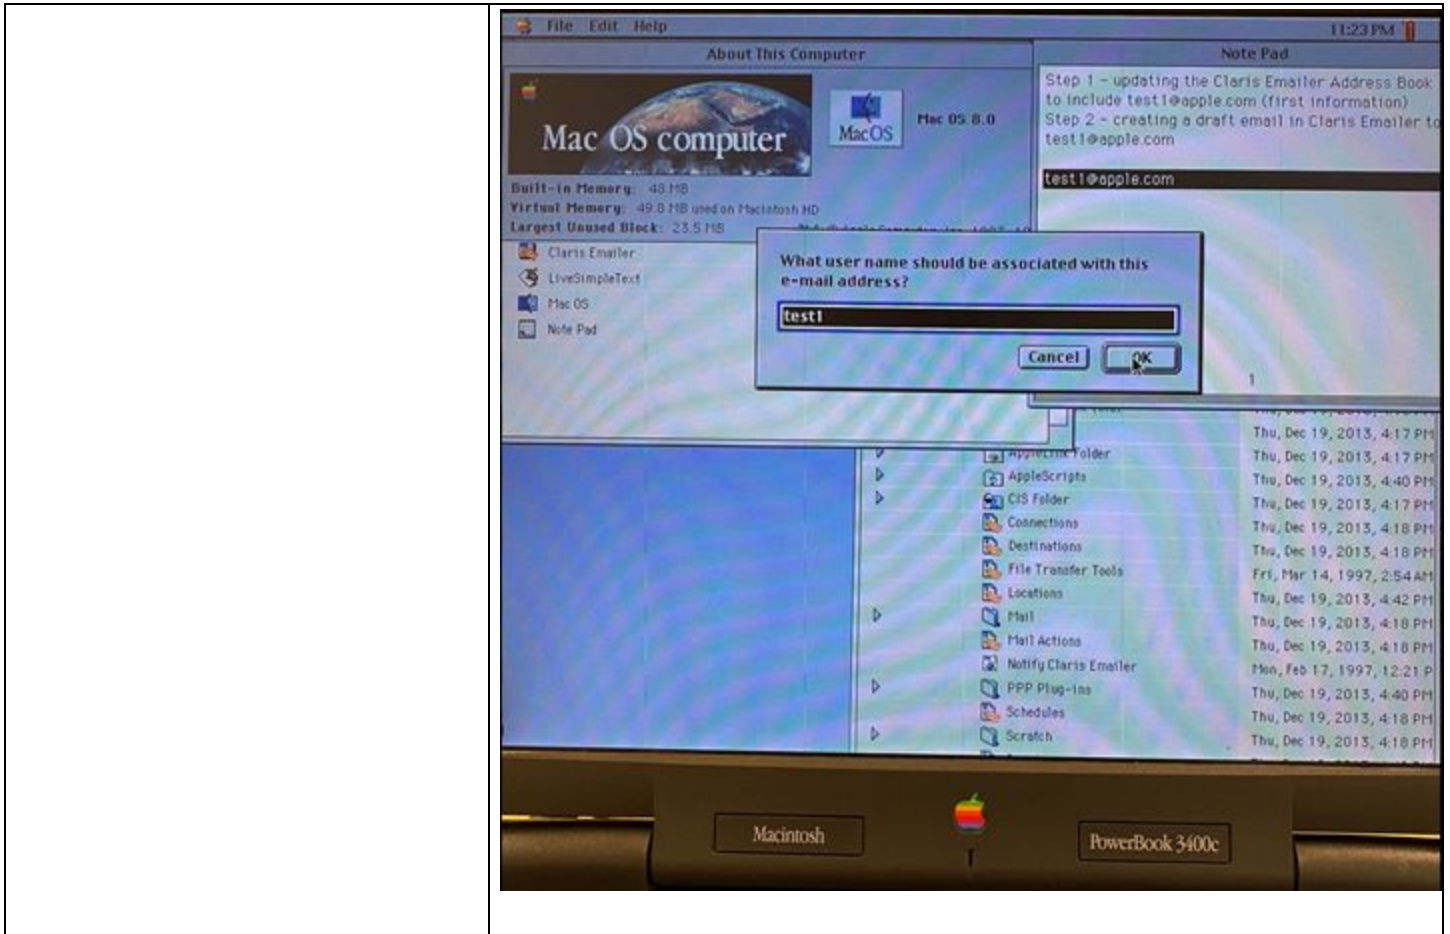 File Edit Help
11:23 PM
About This Computer
Mac OS computer
MacOS
Mac OS 8.0
Built-in Memory: 48 MB
Virtual Memory: 49.8 MB used on Macintosh HD
Largest Unused Block: 23.5 MB
Claris Emailer
LiveSimpleText
Mac OS
Note Pad
Note Pad
Step 1 - updating the Claris Emailer Address Book
to include test1@apple.com (first information)
Step 2 - creating a draft email in Claris Emailer to
test1@apple.com
test1@apple.com
1
What user name should be associated with this
e-mail address?
test1
Cancel OK
Thu, Dec 19, 2013, 4:17 PM
AppleLink Folder Thu, Dec 19, 2013, 4:17 PM
AppleScripts Thu, Dec 19, 2013, 4:40 PM
CIS Folder Thu, Dec 19, 2013, 4:17 PM
Connections Thu, Dec 19, 2013, 4:18 PM
Destinations Thu, Dec 19, 2013, 4:18 PM
File Transfer Tools Fri, Mar 14, 1997, 2:54 AM
Locations Thu, Dec 19, 2013, 4:42 PM
Mail Thu, Dec 19, 2013, 4:18 PM
Mail Actions Thu, Dec 19, 2013, 4:18 PM
Notify Claris Emailer Mon, Feb 17, 1997, 12:21 P
PPP Plug-ins Thu, Dec 19, 2013, 4:40 PM
Schedules Thu, Dec 19, 2013, 4:18 PM
Scratch Thu, Dec 19, 2013, 4:18 PM
Macintosh
PowerBook 3400c